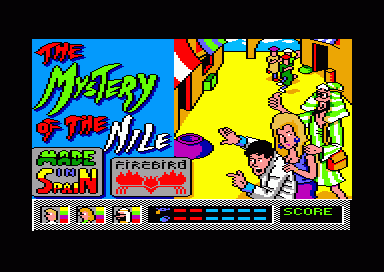 THE
MYSTERY
OF THE
NILE
MADE
IN
SPAIN
FIREBIRD
SCORE